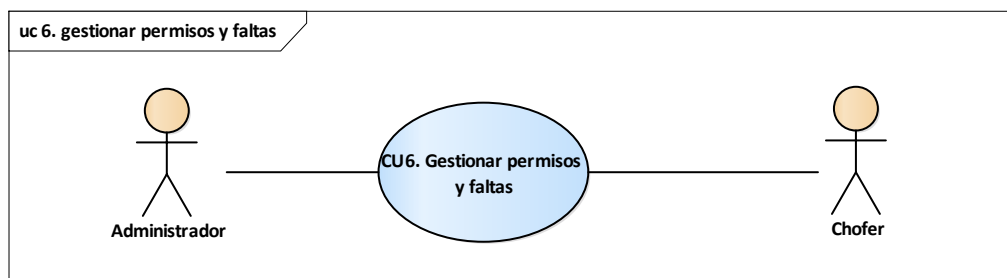 uc 6. gestionar permisos y faltas
CU6. Gestionar permisos
y faltas
Administrador
Chofer